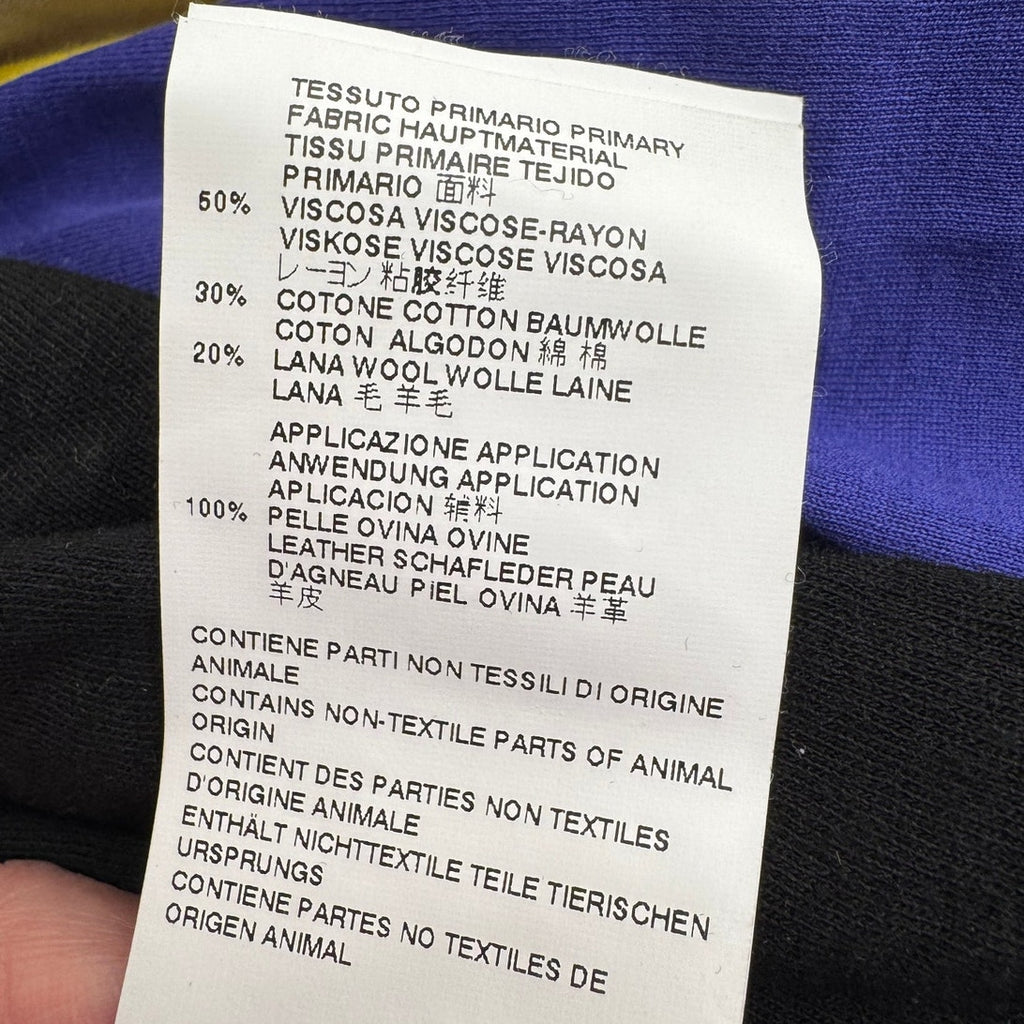 TESSUTO PRIMARIO PRIMARY
FABRIC HAUPTMATERIAL
TISSU PRIMAIRE TEJIDO
PRIMARIO 面料
50% VISCOSA VISCOSE-RAYON
VISKOSE VISCOSE VISCOSA
レーヨン 粘胶纤维
30% COTONE COTTON BAUMWOLLE
COTON ALGODON 綿 棉
20% LANA WOOL WOLLE LAINE
LANA 毛 羊毛
APPLICAZIONE APPLICATION
ANWENDUNG APPLICATION
APLICACION 辅料
100% PELLE OVINA OVINE
LEATHER SCHAFLEDER PEAU
D'AGNEAU PIEL OVINA 羊革
羊皮
CONTIENE PARTI NON TESSILI DI ORIGINE
ANIMALE
CONTAINS NON-TEXTILE PARTS OF ANIMAL
ORIGIN
CONTIENT DES PARTIES NON TEXTILES
D'ORIGINE ANIMALE
ENTHÄLT NICHTTEXTILE TEILE TIERISCHEN
URSPRUNGS
CONTIENE PARTES NO TEXTILES DE
ORIGEN ANIMAL